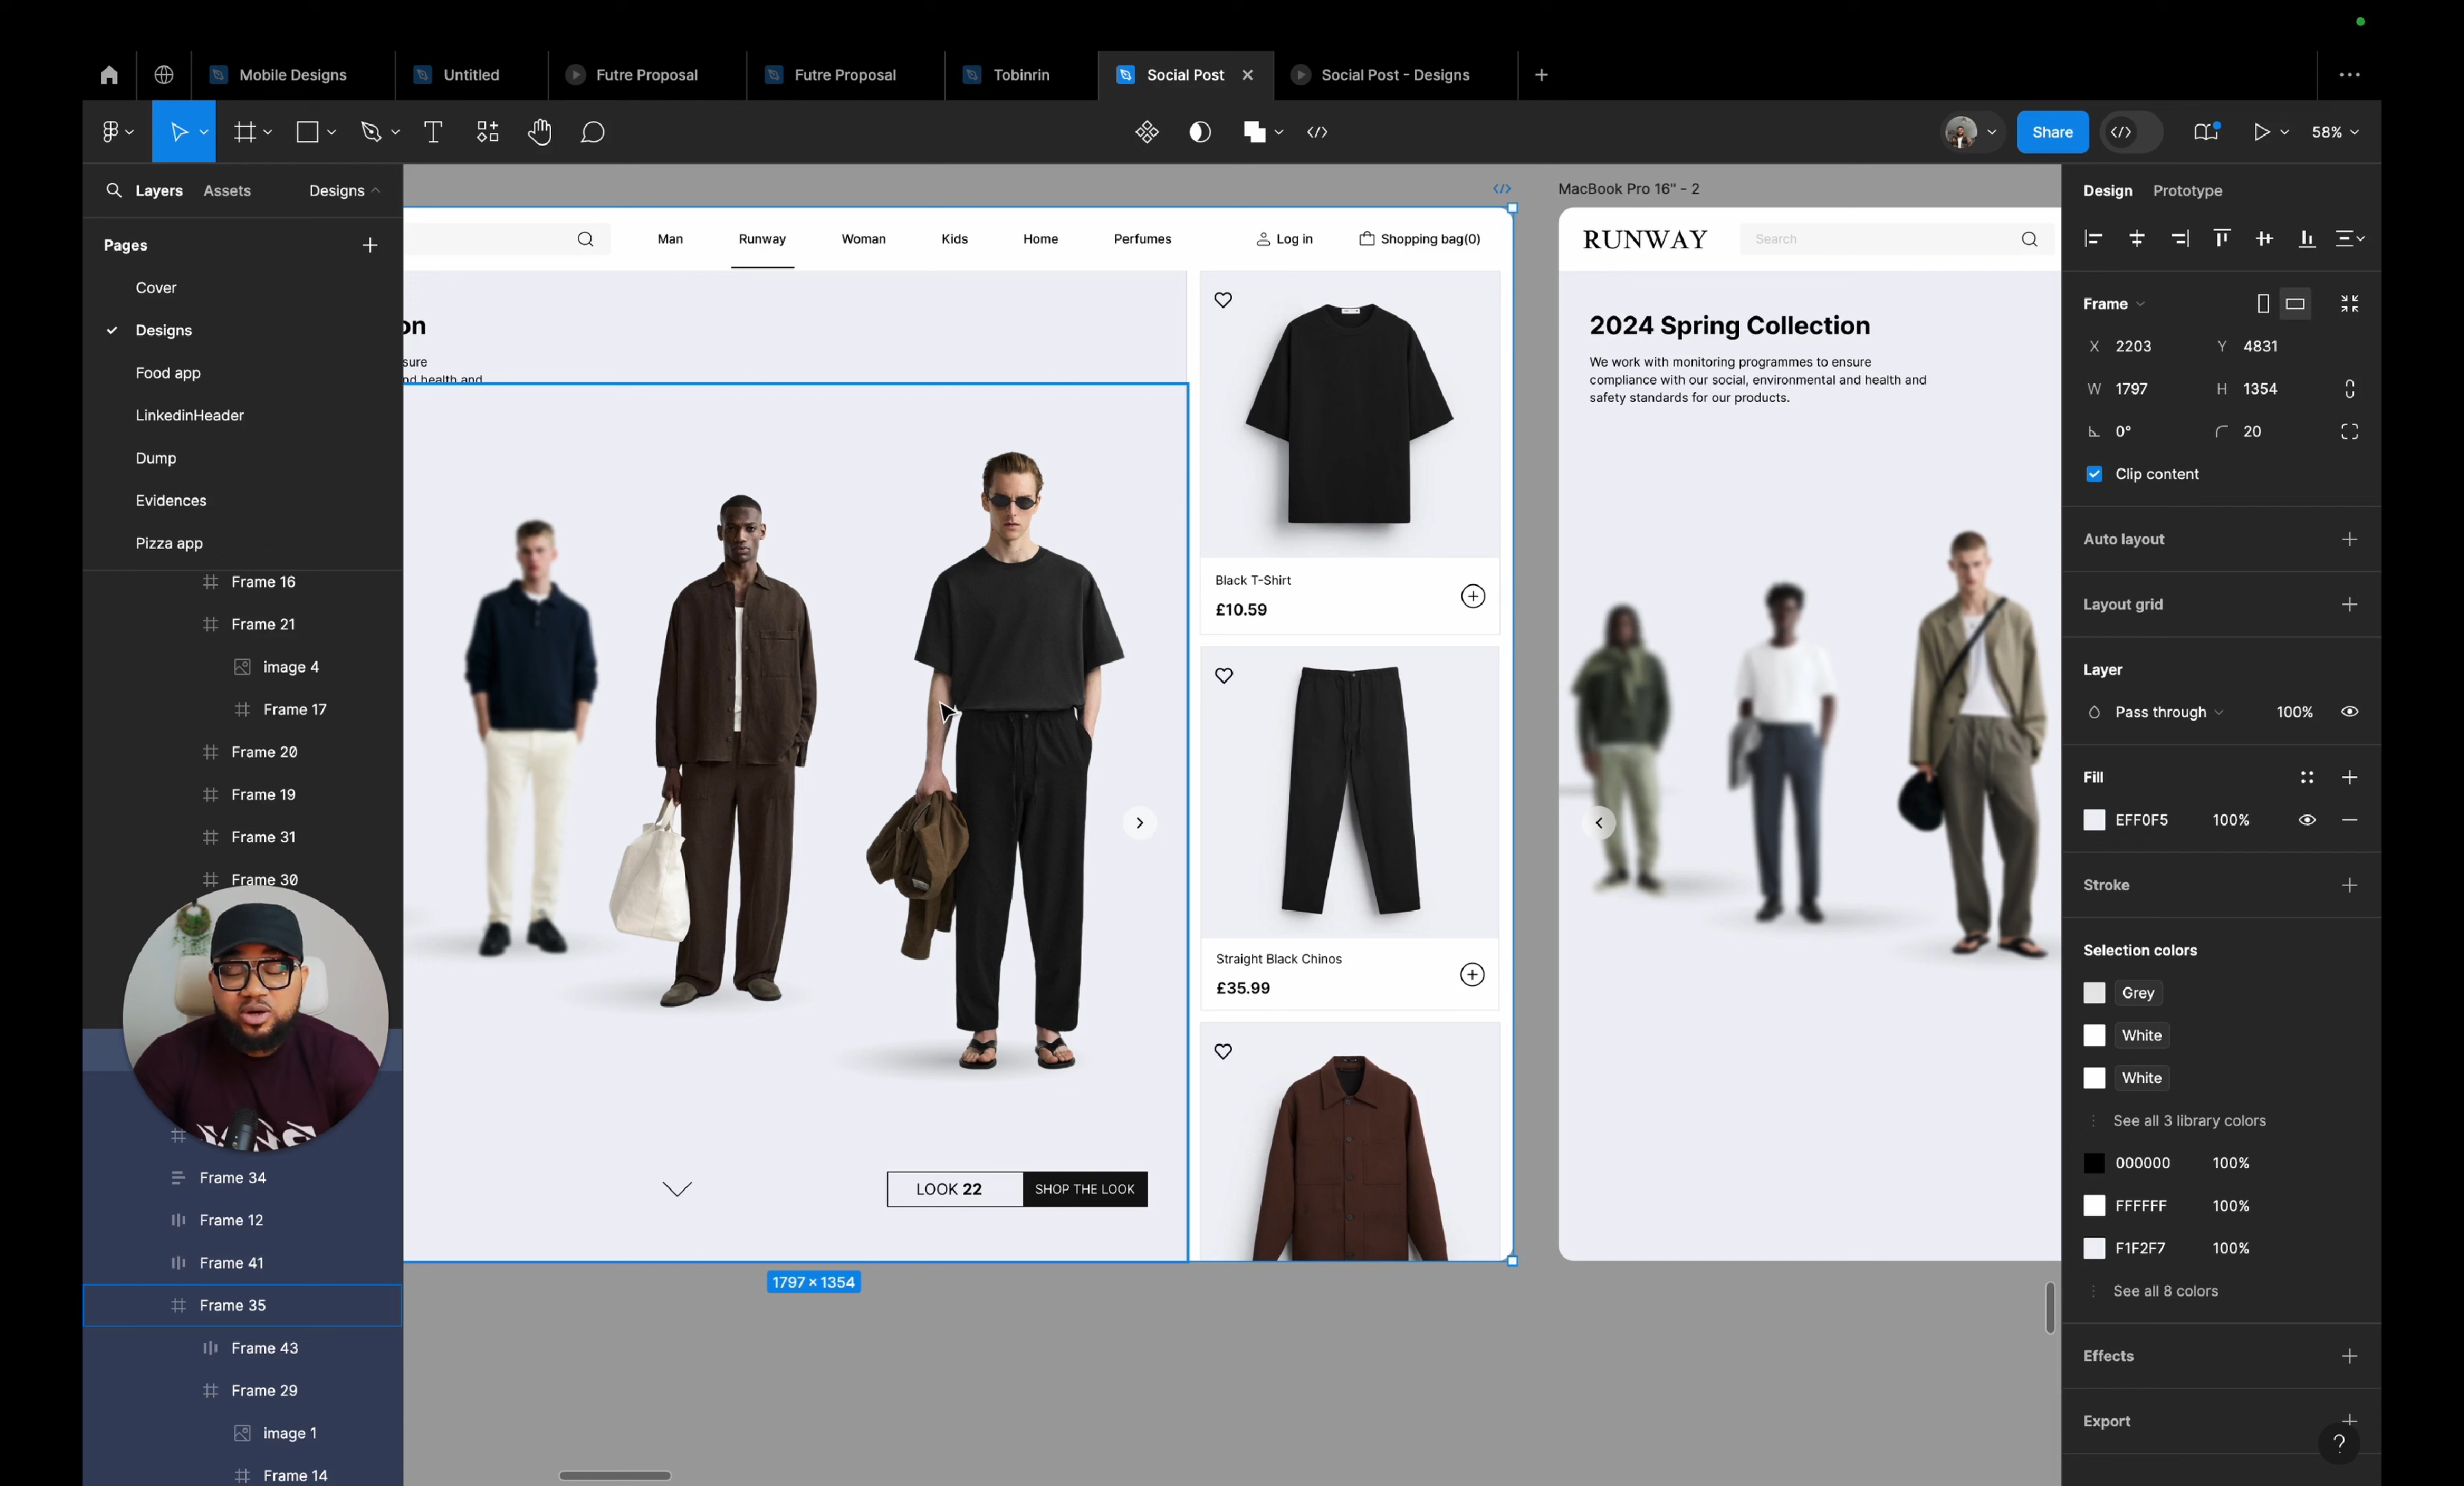 Mobile Designs
Untitled
Futre Proposal
Futre Proposal
Tobinrin
Social Post
Social Post - Designs
Share
58%
Layers
Assets
Designs
Pages
Cover
Designs
Food app
LinkedinHeader
Dump
Evidences
Pizza app
Frame 16
Frame 21
image 4
Frame 17
Frame 20
Frame 19
Frame 31
Frame 30
Frame 34
Frame 12
Frame 41
Frame 35
Frame 43
Frame 29
image 1
Frame 14
Man
Runway
Woman
Kids
Home
Perfumes
Log in
Shopping bag(0)
on
sure
nd health and
Black T-Shirt
£10.59
Straight Black Chinos
£35.99
LOOK 22
SHOP THE LOOK
1797 × 1354
MacBook Pro 16" - 2
RUNWAY
Search
2024 Spring Collection
We work with monitoring programmes to ensure
compliance with our social, environmental and health and
safety standards for our products.
Design
Prototype
Frame
X 2203 Y 4831
W 1797 H 1354
0° 20
Clip content
Auto layout
Layout grid
Layer
Pass through 100%
Fill
EFF0F5 100%
Stroke
Selection colors
Grey
White
White
See all 3 library colors
000000 100%
FFFFFF 100%
F1F2F7 100%
See all 8 colors
Effects
Export
?